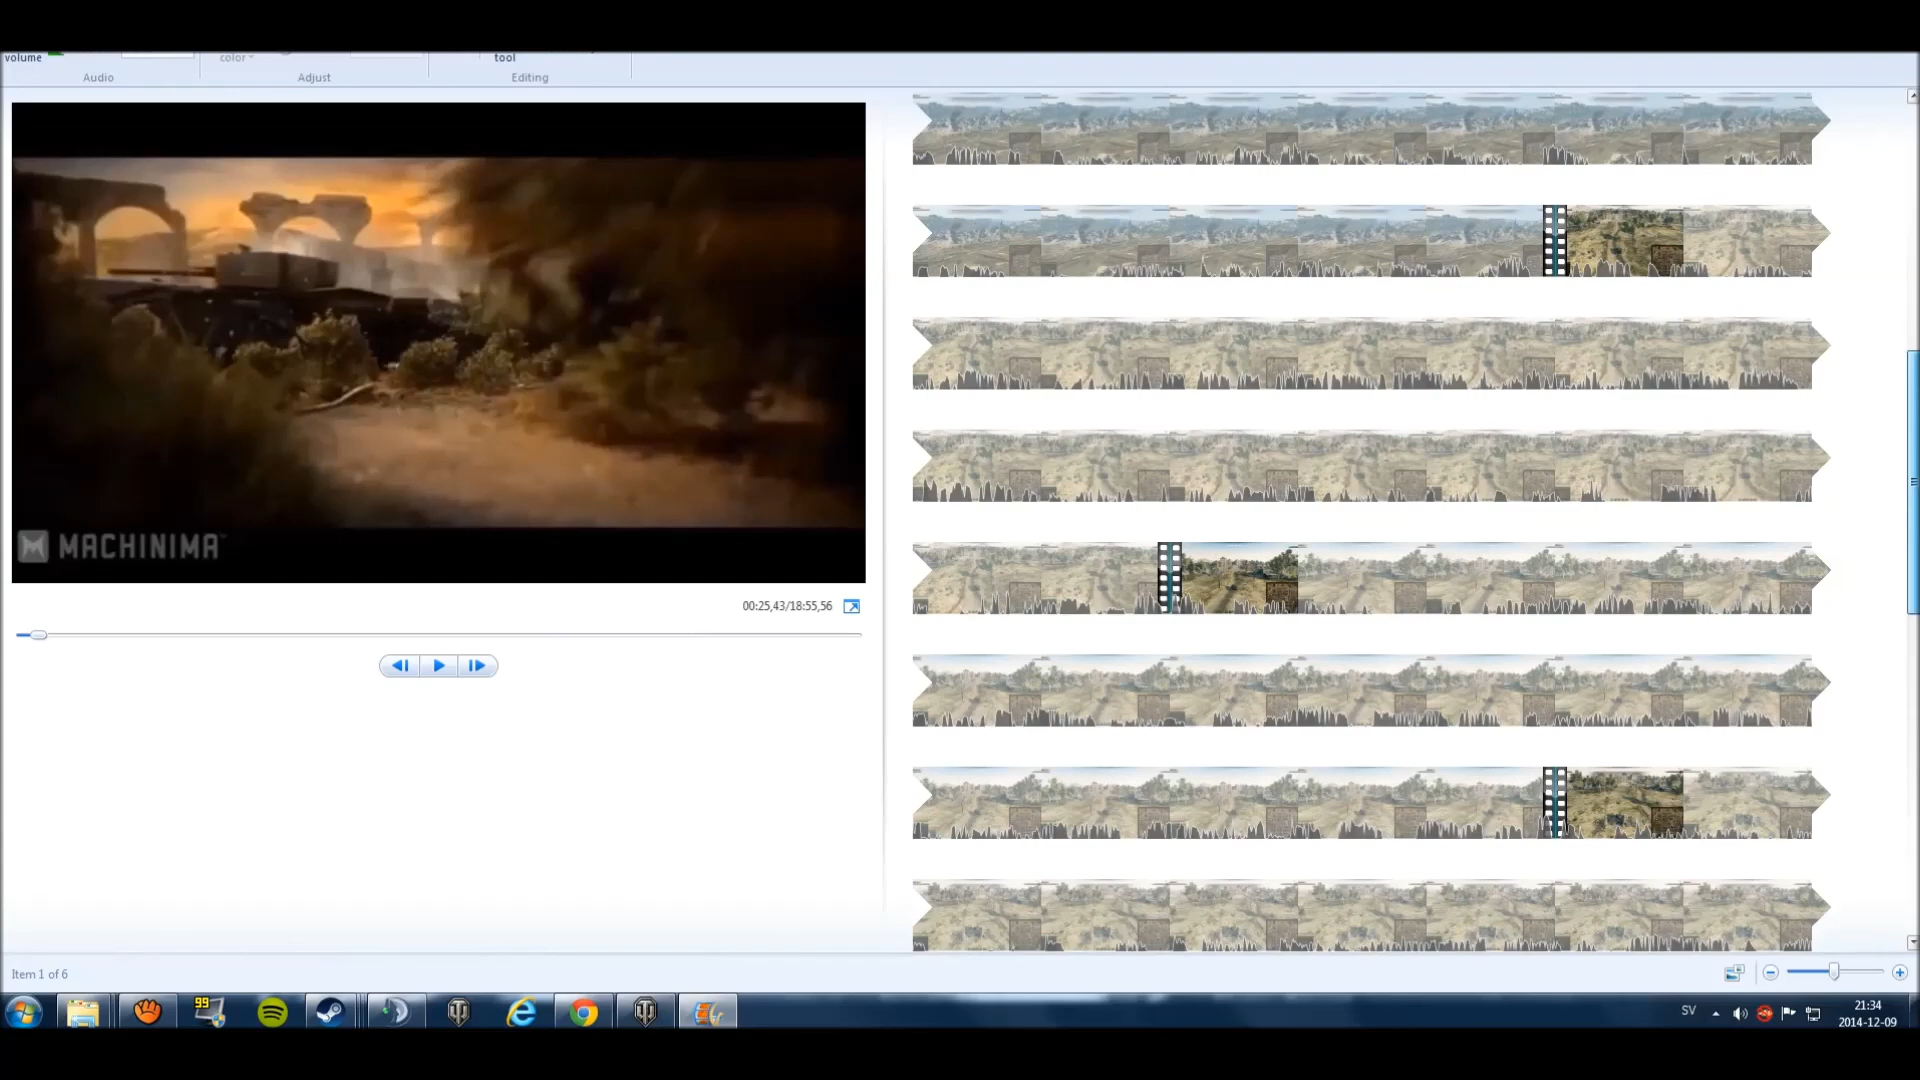 volume
color
tool
Audio
Adjust
Editing
MACHINIMA
00:25,43/18:55,56
Item 1 of 6
99
SV
21:34
2014-12-09